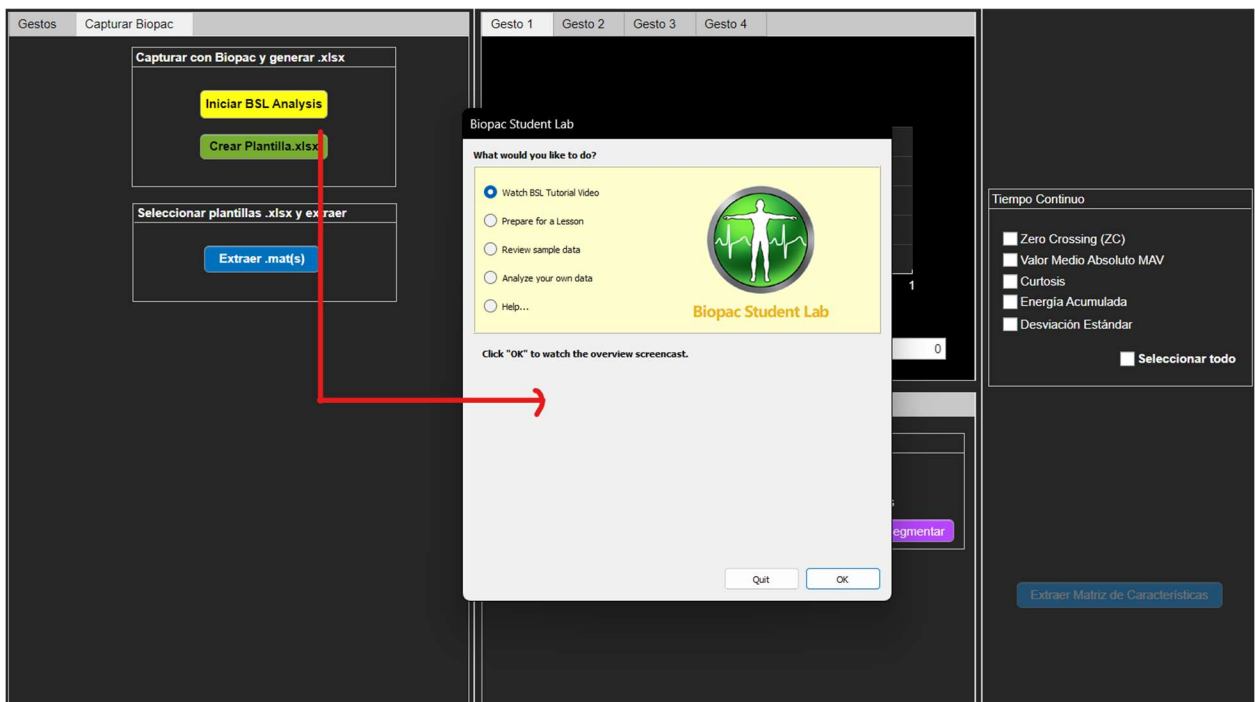 Gestos
Capturar Biopac
Capturar con Biopac y generar .xlsx
Iniciar BSL Analysis
Crear Plantilla.xlsx
Seleccionar plantillas .xlsx y extraer
Extraer .mat(s)
Gesto 1
Gesto 2
Gesto 3
Gesto 4
1
0
egmentar
Biopac Student Lab
What would you like to do?
Watch BSL Tutorial Video
Prepare for a Lesson
Review sample data
Analyze your own data
Help...
Biopac Student Lab
Click "OK" to watch the overview screencast.
Quit
OK
Tiempo Continuo
Zero Crossing (ZC)
Valor Medio Absoluto MAV
Curtosis
Energía Acumulada
Desviación Estándar
Seleccionar todo
Extraer Matriz de Características